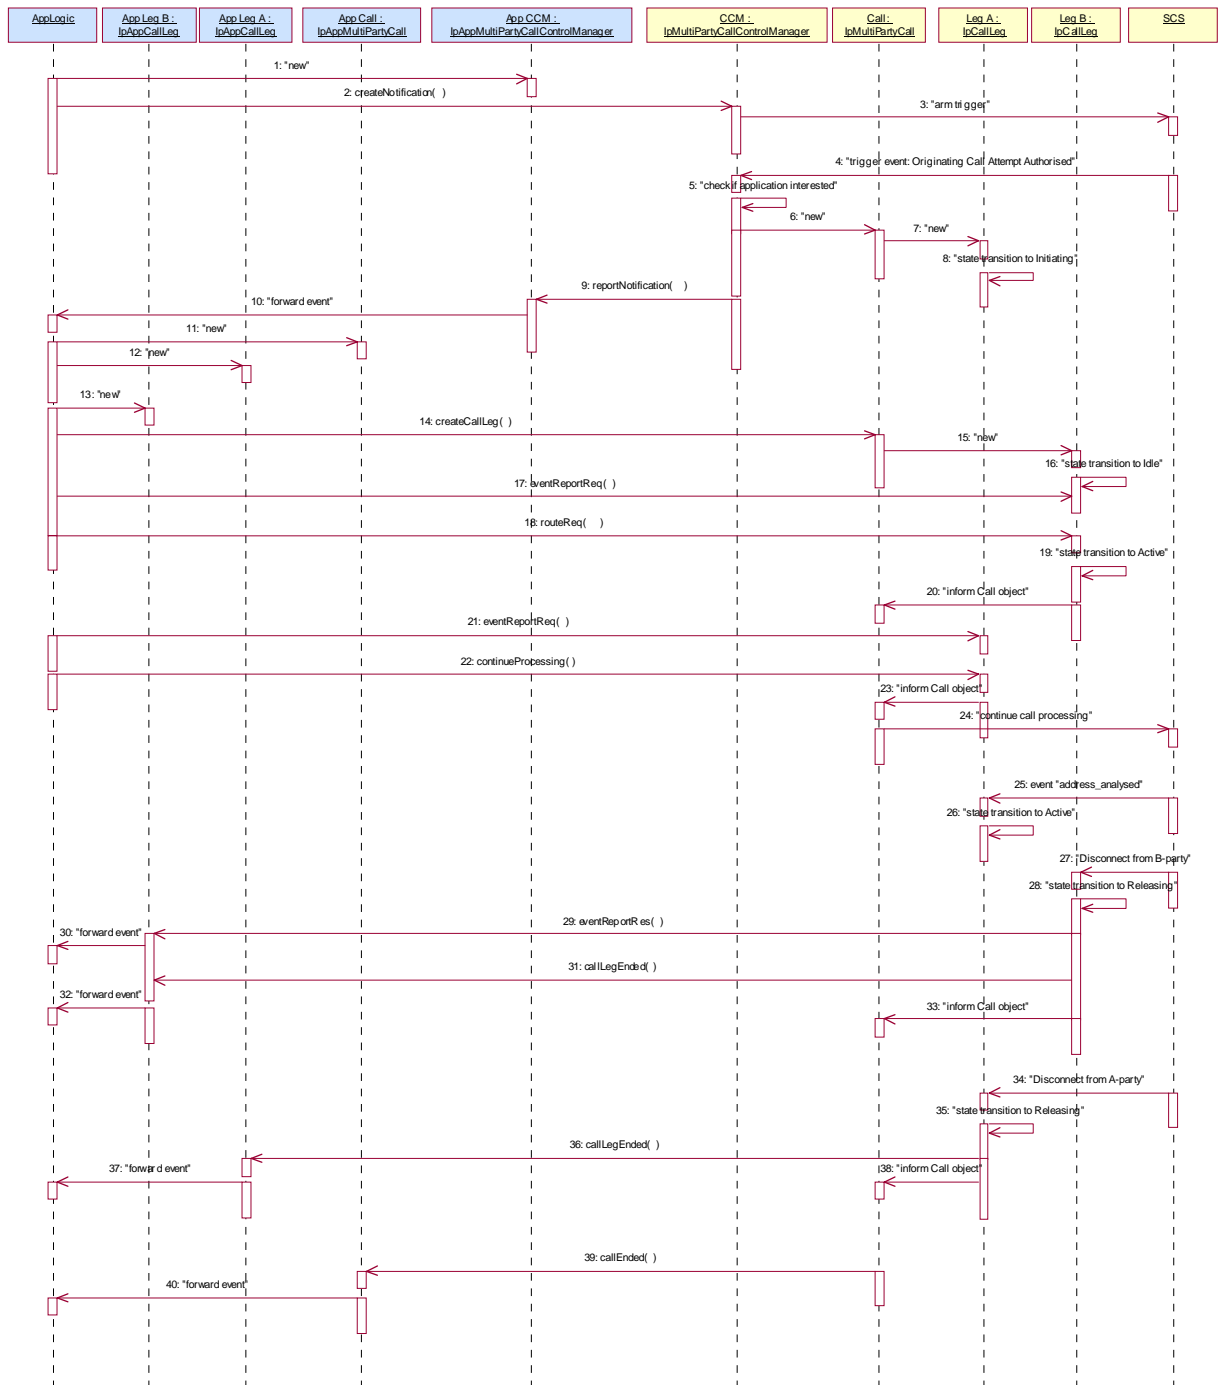 AppLogic
App Leg B :
IpAppCallLeg
App Leg A :
IpAppCallLeg
App Call :
IpAppMultiPartyCall
App CCM :
IpAppMultiPartyCallControlManager
CCM :
IpMultiPartyCallControlManager
Call:
IpMultiPartyCall
Leg A :
IpCallLeg
Leg B :
IpCallLeg
SCS
1: "new"
2: createNotification( )
3: "arm trigger"
4: "trigger event: Originating Call Attempt Authorised"
5: "check if application interested"
6: "new"
7: "new"
8: "state transition to Initiating"
9: reportNotification( )
10: "forward event"
11: "new"
12: "new"
13: "new"
14: createCallLeg( )
15: "new"
16: "state transition to Idle"
17: eventReportReq( )
18: routeReq( )
19: "state transition to Active"
20: "inform Call object"
21: eventReportReq( )
22: continueProcessing( )
23: "inform Call object"
24: "continue call processing"
25: event "address_analysed"
26: "state transition to Active"
27: "Disconnect from B-party"
28: "state transition to Releasing"
29: eventReportRes( )
30: "forward event"
31: callLegEnded( )
32: "forward event"
33: "inform Call object"
34: "Disconnect from A-party"
35: "state transition to Releasing"
36: callLegEnded( )
37: "forward event"
38: "inform Call object"
39: callEnded( )
40: "forward event"